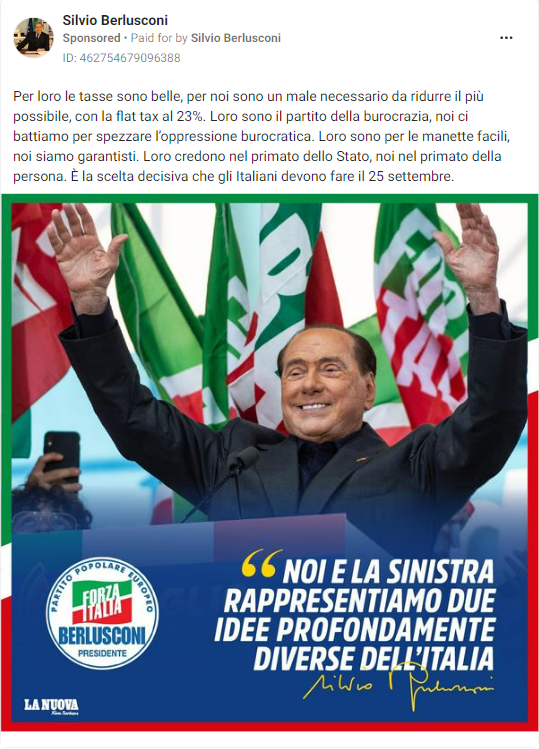 Silvio Berlusconi
Sponsored • Paid for by Silvio Berlusconi
ID: 462754679096388
Per loro le tasse sono belle, per noi sono un male necessario da ridurre il più
possibile, con la flat tax al 23%. Loro sono il partito della burocrazia, noi ci
battiamo per spezzare l'oppressione burocratica. Loro sono per le manette facili,
noi siamo garantisti. Loro credono nel primato dello Stato, noi nel primato della
persona. È la scelta decisiva che gli Italiani devono fare il 25 settembre.
“NOI E LA SINISTRA
RAPPRESENTIAMO DUE
IDEE PROFONDAMENTE
DIVERSE DELL'ITALIA
Silvio Berlusconi
PARTITO POPOLARE EUROPEO
FORZA
ITALIA
BERLUSCONI
PRESIDENTE
LA NUOVA